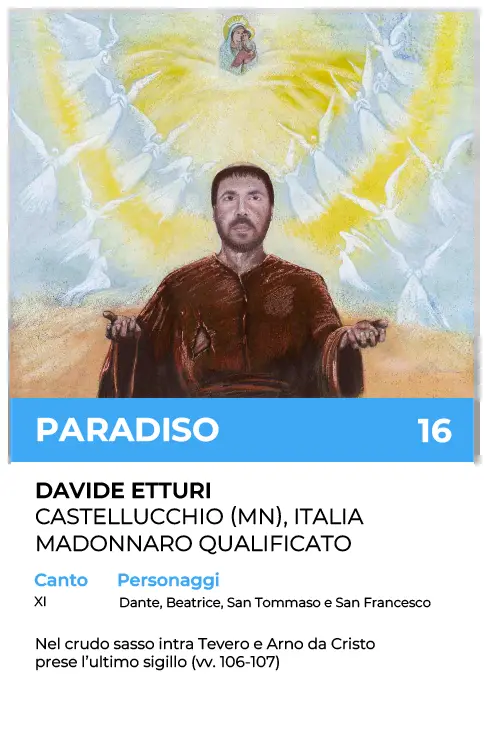 PARADISO 16
DAVIDE ETTURI
CASTELLUCCHIO (MN), ITALIA
MADONNARO QUALIFICATO
Canto Personaggi
XI Dante, Beatrice, San Tommaso e San Francesco
Nel crudo sasso intra Tevero e Arno da Cristo
prese l’ultimo sigillo (vv. 106-107)